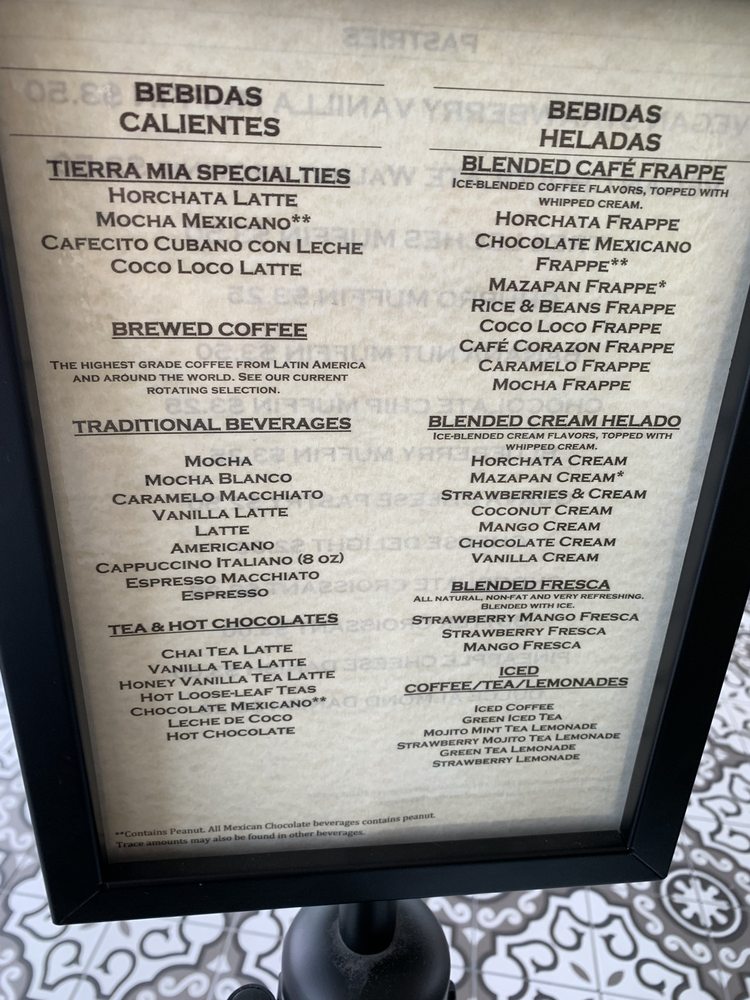 BEBIDAS
CALIENTES
TIERRA MIA SPECIALTIES
HORCHATA LATTE
MOCHA MEXICANO**
CAFECITO CUBANO CON LECHE
COCO LOCO LATTE
BREWED COFFEE
THE HIGHEST GRADE COFFEE FROM LATIN AMERICA
AND AROUND THE WORLD. SEE OUR CURRENT
ROTATING SELECTION.
TRADITIONAL BEVERAGES
MOCHA
MOCHA BLANCO
CARAMELO MACCHIATO
VANILLA LATTE
LATTE
AMERICANO
CAPPUCCINO ITALIANO (8 OZ)
ESPRESSO MACCHIATO
ESPRESSO
TEA & HOT CHOCOLATES
CHAI TEA LATTE
VANILLA TEA LATTE
HONEY VANILLA TEA LATTE
HOT LOOSE-LEAF TEAS
CHOCOLATE MEXICANO**
LECHE DE COCO
HOT CHOCOLATE
**Contains Peanut. All Mexican Chocolate beverages contains peanut.
Trace amounts may also be found in other beverages.
BEBIDAS
HELADAS
BLENDED CAFÉ FRAPPE
ICE-BLENDED COFFEE FLAVORS, TOPPED WITH
WHIPPED CREAM.
HORCHATA FRAPPE
CHOCOLATE MEXICANO
FRAPPE**
MAZAPAN FRAPPE*
RICE & BEANS FRAPPE
COCO LOCO FRAPPE
CAFÉ CORAZON FRAPPE
CARAMELO FRAPPE
MOCHA FRAPPE
BLENDED CREAM HELADO
ICE-BLENDED CREAM FLAVORS, TOPPED WITH
WHIPPED CREAM.
HORCHATA CREAM
MAZAPAN CREAM*
STRAWBERRIES & CREAM
COCONUT CREAM
MANGO CREAM
CHOCOLATE CREAM
VANILLA CREAM
BLENDED FRESCA
ALL NATURAL, NON-FAT AND VERY REFRESHING.
BLENDED WITH ICE.
STRAWBERRY MANGO FRESCA
STRAWBERRY FRESCA
MANGO FRESCA
ICED
COFFEE/TEA/LEMONADES
ICED COFFEE
GREEN ICED TEA
MOJITO MINT TEA LEMONADE
STRAWBERRY MOJITO TEA LEMONADE
GREEN TEA LEMONADE
STRAWBERRY LEMONADE